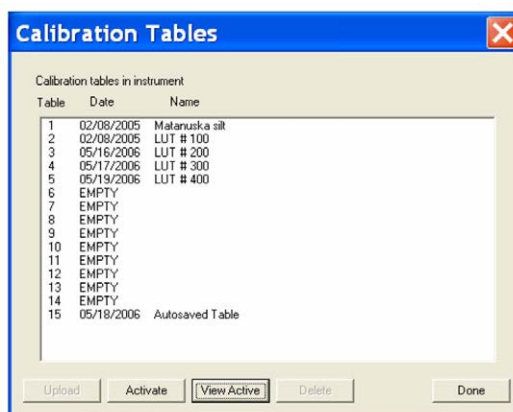 Calibration Tables
Calibration tables in instrument
Table Date Name
1 02/08/2005 Matanuska silt
2 02/08/2005 LUT # 100
3 05/16/2006 LUT # 200
4 05/17/2006 LUT # 300
5 05/19/2006 LUT # 400
6 EMPTY
7 EMPTY
8 EMPTY
9 EMPTY
10 EMPTY
11 EMPTY
12 EMPTY
13 EMPTY
14 EMPTY
15 05/18/2006 Autosaved Table
Upload Activate View Active Delete Done